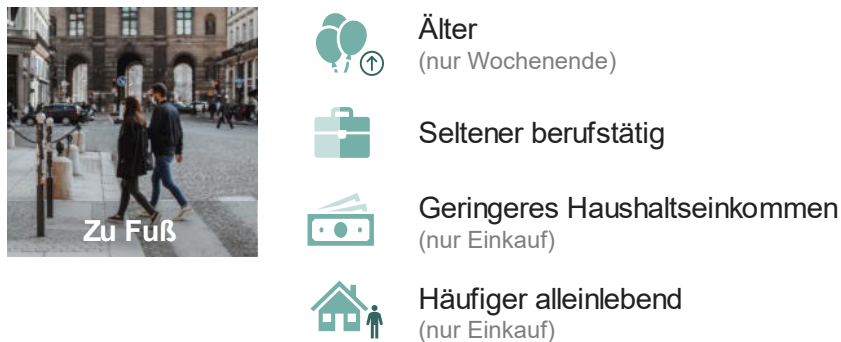 Älter
(nur Wochenende)
Seltener berufstätig
Zu Fuß
Geringeres Haushaltseinkommen
(nur Einkauf)
Häufiger alleinlebend
(nur Einkauf)